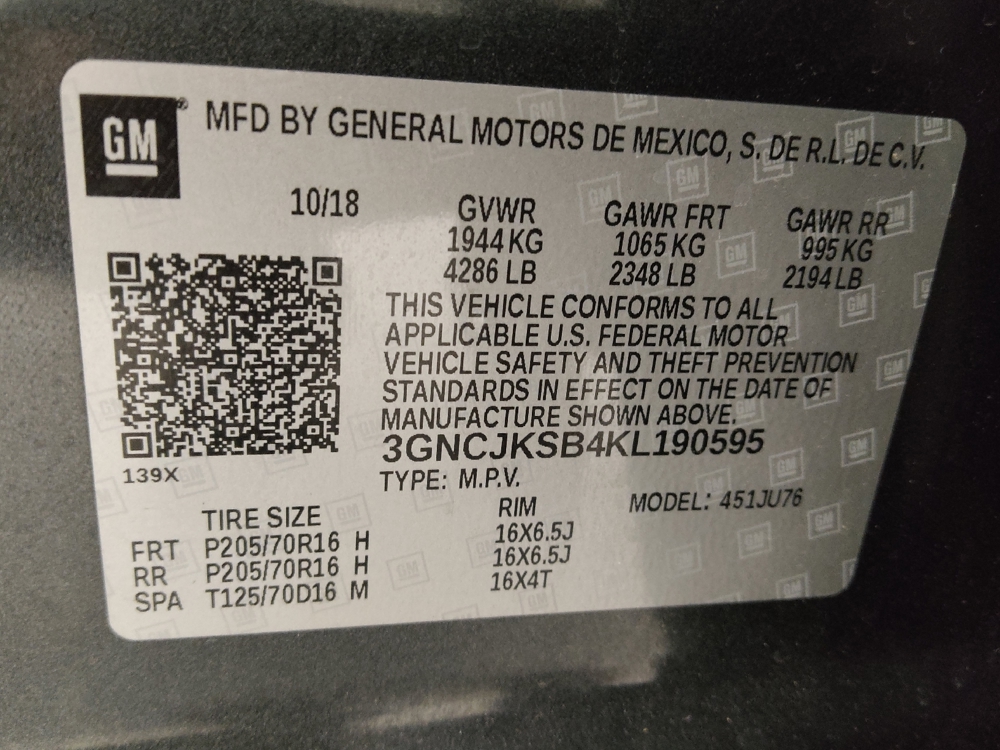 GM® MFD BY GENERAL MOTORS DE MEXICO, S. DE R.L. DE C.V.
10/18 GVWR GAWR FRT GAWR RR
1944 KG 1065 KG 995 KG
4286 LB 2348 LB 2194 LB
THIS VEHICLE CONFORMS TO ALL
APPLICABLE U.S. FEDERAL MOTOR
VEHICLE SAFETY AND THEFT PREVENTION
STANDARDS IN EFFECT ON THE DATE OF
MANUFACTURE SHOWN ABOVE.
3GNCJKSB4KL190595
139X
TYPE: M.P.V. MODEL: 451JU76
TIRE SIZE RIM
FRT P205/70R16 H 16X6.5J
RR P205/70R16 H 16X6.5J
SPA T125/70D16 M 16X4T